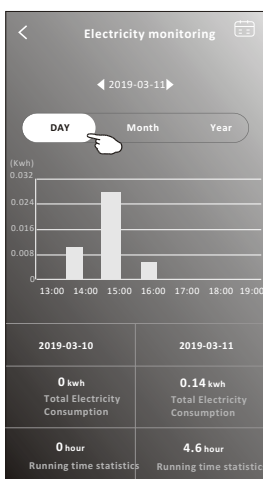 Electricity monitoring
2019-03-11
DAY Month Year
(Kwh)
0.032
0.024
0.016
0.008
0
13:00 14:00 15:00 16:00 17:00 18:00 19:00
2019-03-10 2019-03-11
0 kwh 0.14 kwh
Total Electricity Total Electricity
Consumption Consumption
0 hour 4.6 hour
Running time statistics Running time statistic